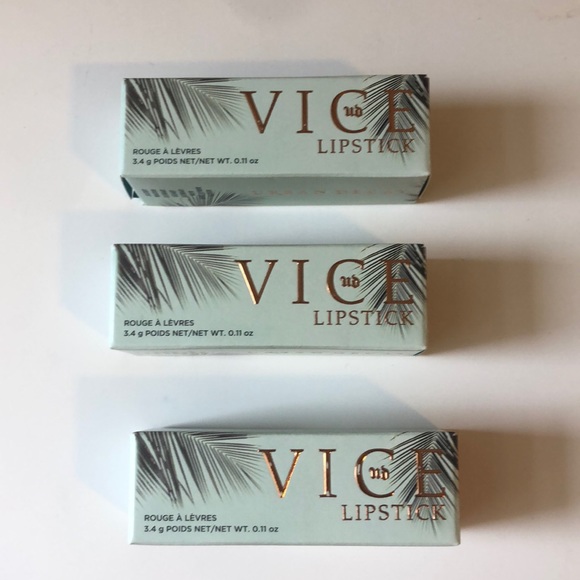 VICE
ud
LIPSTICK
ROUGE À LÈVRES
3.4 g POIDS NET/NET WT. 0.11 oz
VICE
ud
LIPSTICK
ROUGE À LÈVRES
3.4 g POIDS NET/NET WT. 0.11 oz
VICE
ud
LIPSTICK
ROUGE À LÈVRES
3.4 g POIDS NET/NET WT. 0.11 oz